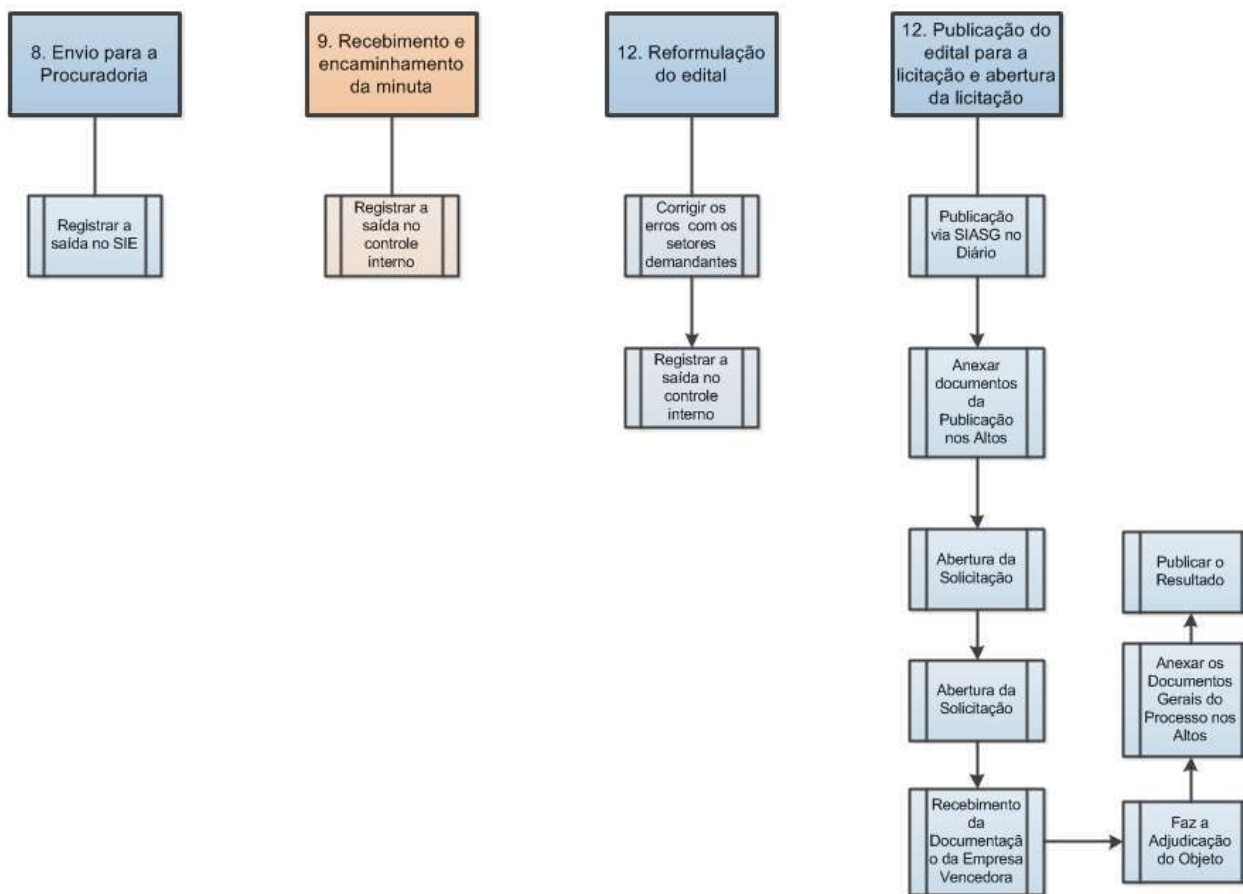 8. Envio para a
Procuradoria
Registrar a
saída no SIE
9. Recebimento e
encaminhamento
da minuta
Registrar a
saída no
controle
interno
12. Reformulação
do edital
Corrigir os
erros com os
setores
demandantes
Registrar a
saída no
controle
interno
12. Publicação do
edital para a
licitação e abertura
da licitação
Publicação
via SIASG no
Diário
Anexar
documentos
da
Publicação
nos Altos
Abertura da
Solicitação
Abertura da
Solicitação
Recebimento
da
Documentaçã
o da Empresa
Vencedora
Faz a
Adjudicação
do Objeto
Anexar os
Documentos
Gerais do
Processo nos
Altos
Publicar o
Resultado